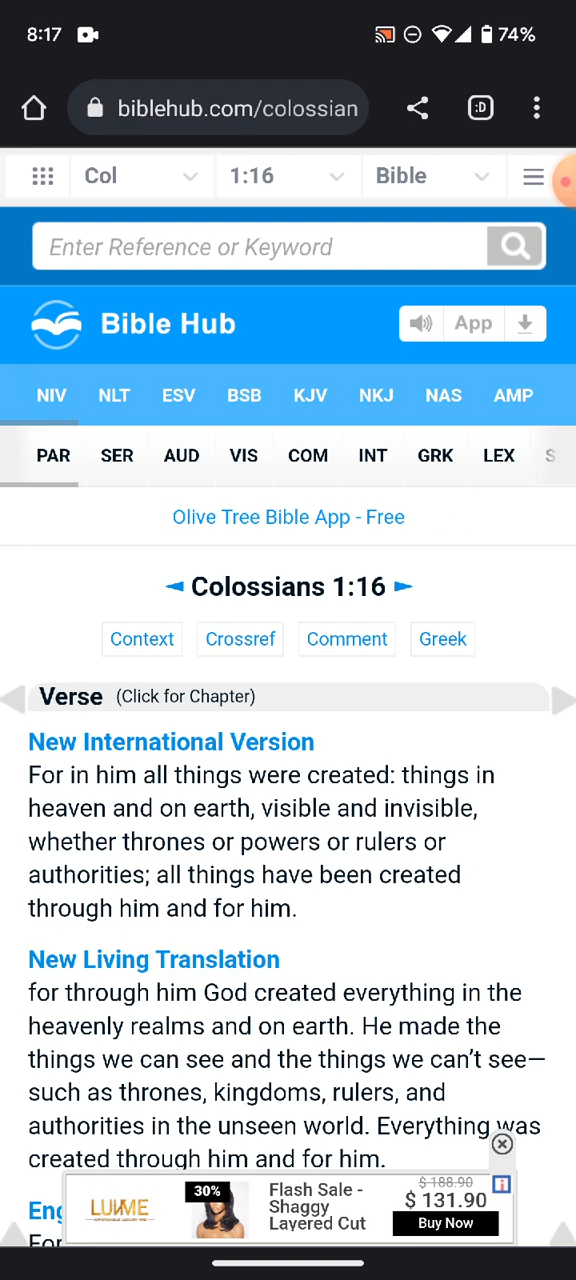 8:17 74%
biblehub.com/colossian :D
Col 1:16 Bible
Enter Reference or Keyword
Bible Hub App
NIV NLT ESV BSB KJV NKJ NAS AMP
PAR SER AUD VIS COM INT GRK LEX S
Olive Tree Bible App - Free
◄ Colossians 1:16 ►
Context Crossref Comment Greek
Verse (Click for Chapter)
New International Version
For in him all things were created: things in
heaven and on earth, visible and invisible,
whether thrones or powers or rulers or
authorities; all things have been created
through him and for him.
New Living Translation
for through him God created everything in the
heavenly realms and on earth. He made the
things we can see and the things we can’t see—
such as thrones, kingdoms, rulers, and
authorities in the unseen world. Everything was
created through him and for him.
Eng
For
30%
Flash Sale -
Shaggy
Layered Cut
$ 188.90
$ 131.90
Buy Now